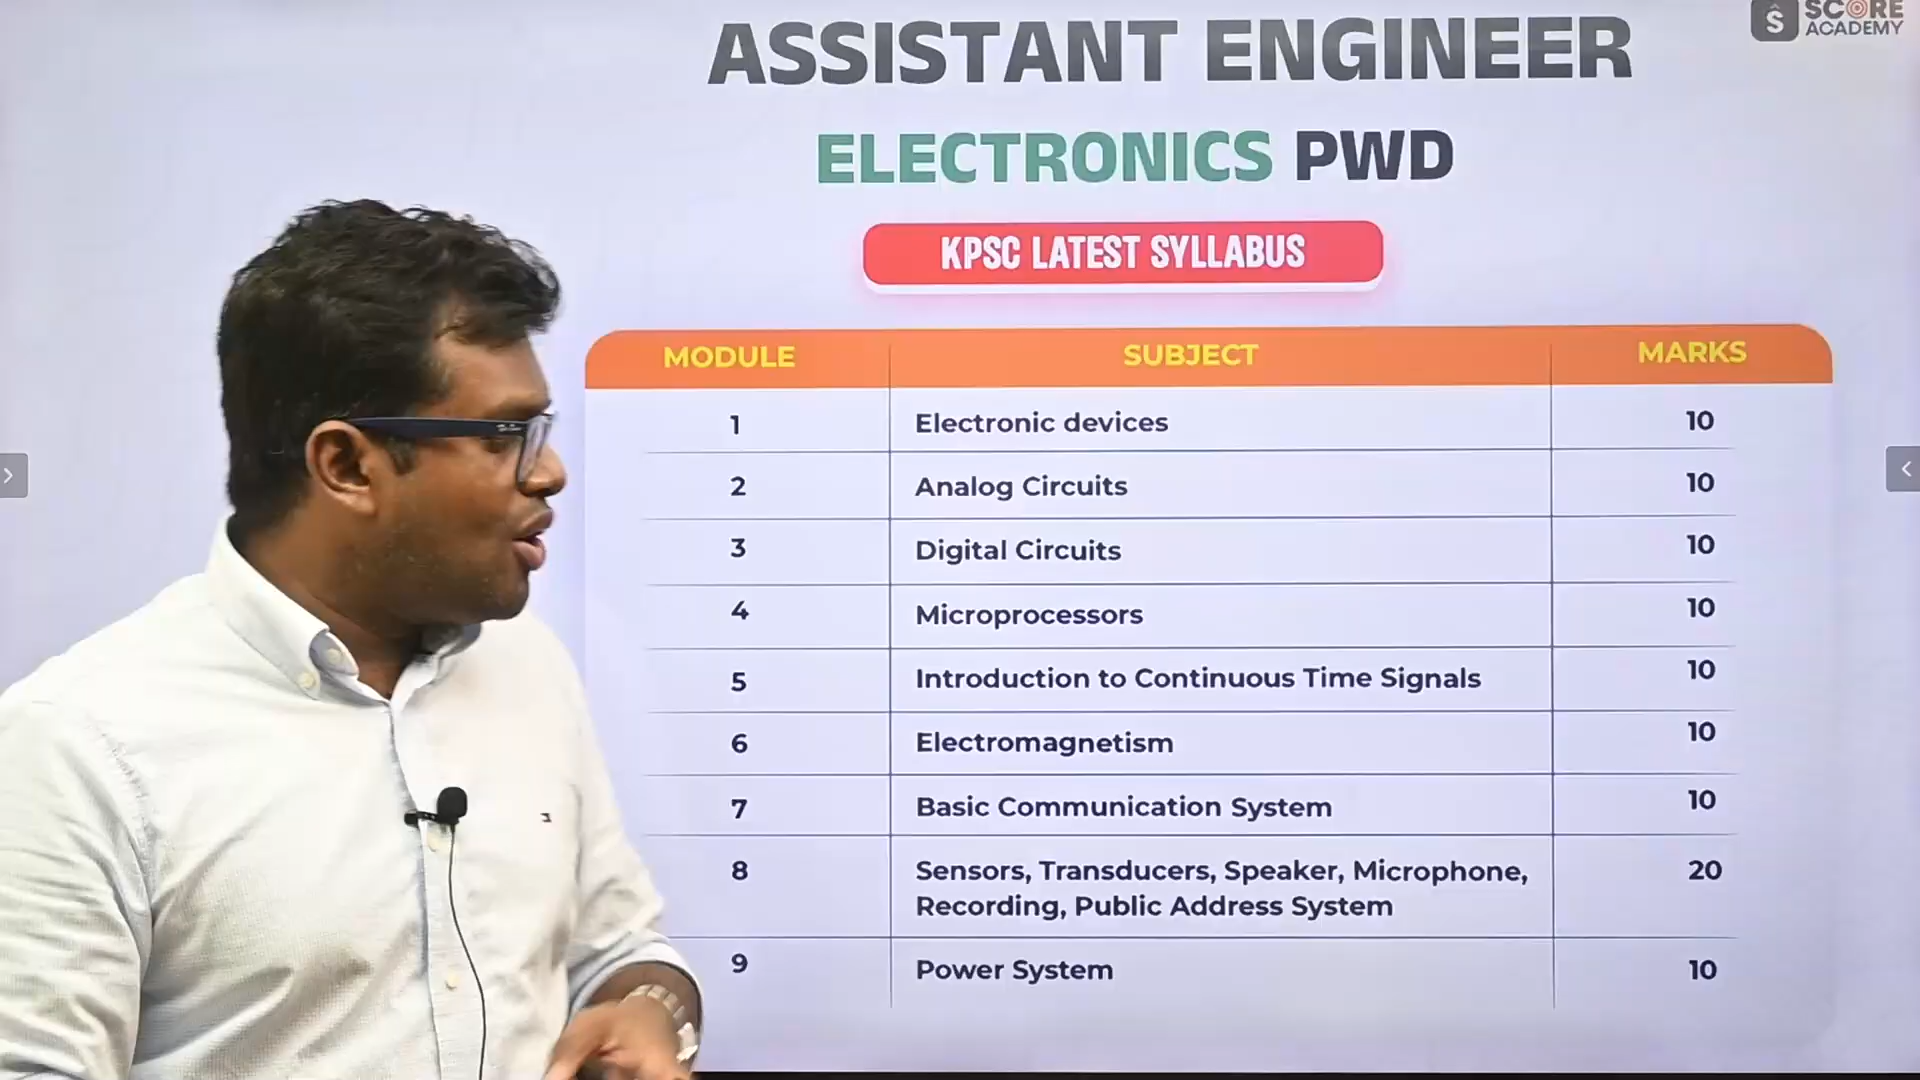 SCORE
ACADEMY
ASSISTANT ENGINEER
ELECTRONICS PWD
KPSC LATEST SYLLABUS
MODULE SUBJECT MARKS
1 Electronic devices 10
2 Analog Circuits 10
3 Digital Circuits 10
4 Microprocessors 10
5 Introduction to Continuous Time Signals 10
6 Electromagnetism 10
7 Basic Communication System 10
8 Sensors, Transducers, Speaker, Microphone, 20
Recording, Public Address System
9 Power System 10